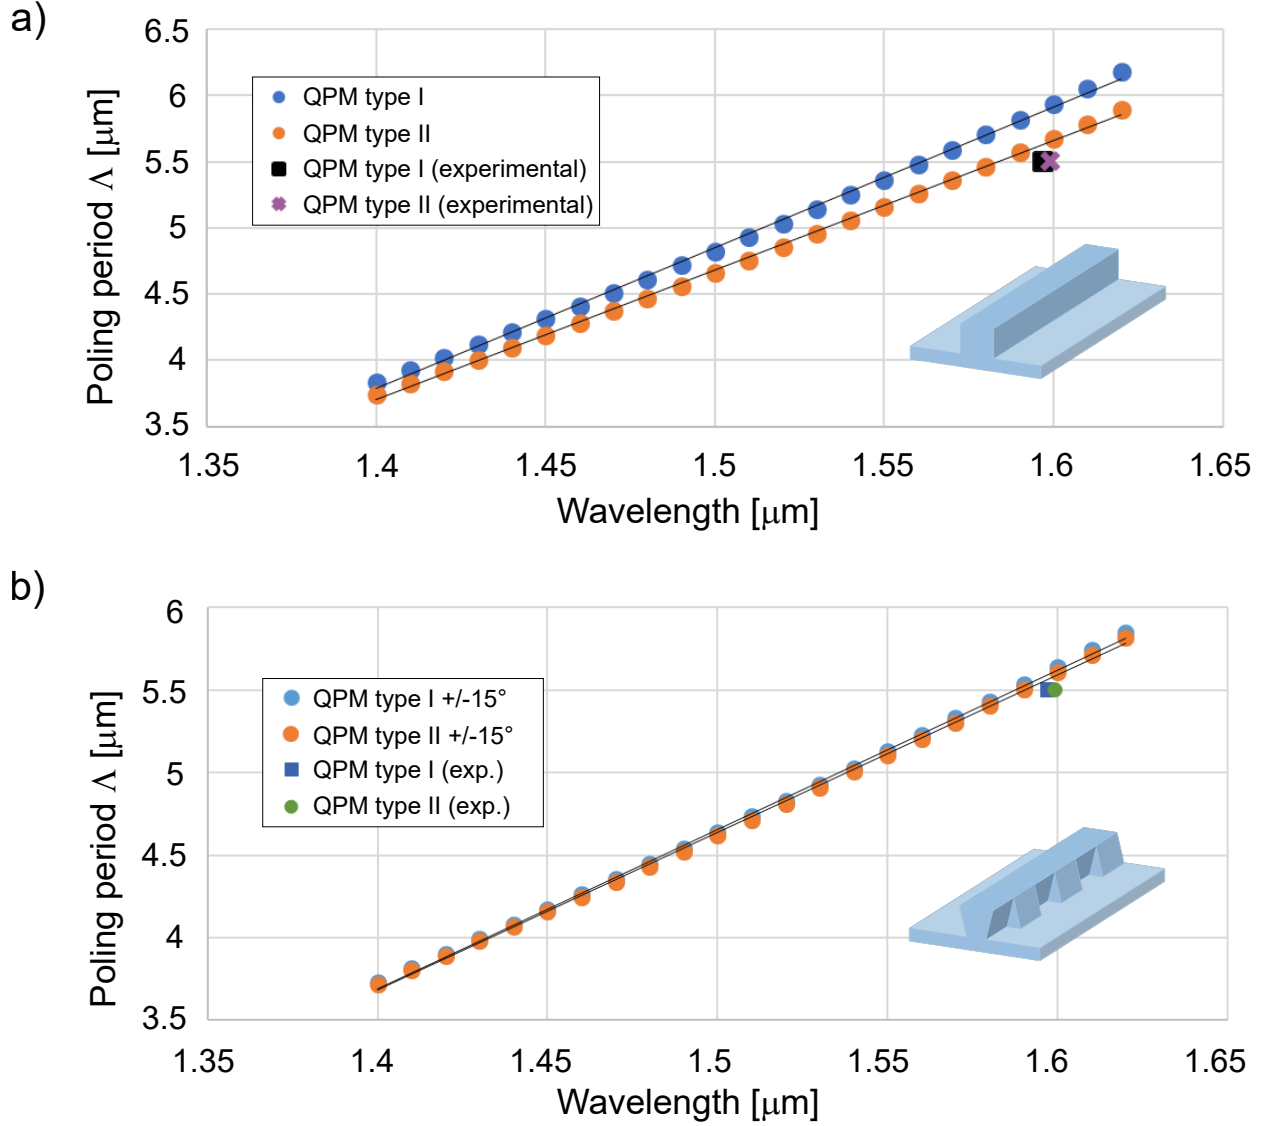 a)
6.5
6
5.5
5
4.5
4
3.5
Poling period Λ [μm]
QPM type I
QPM type II
QPM type I (experimental)
QPM type II (experimental)
1.35 1.4 1.45 1.5 1.55 1.6 1.65
Wavelength [μm]
b)
6
5.5
5
4.5
4
3.5
Poling period Λ [μm]
QPM type I +/-15°
QPM type II +/-15°
QPM type I (exp.)
QPM type II (exp.)
1.35 1.4 1.45 1.5 1.55 1.6 1.65
Wavelength [μm]